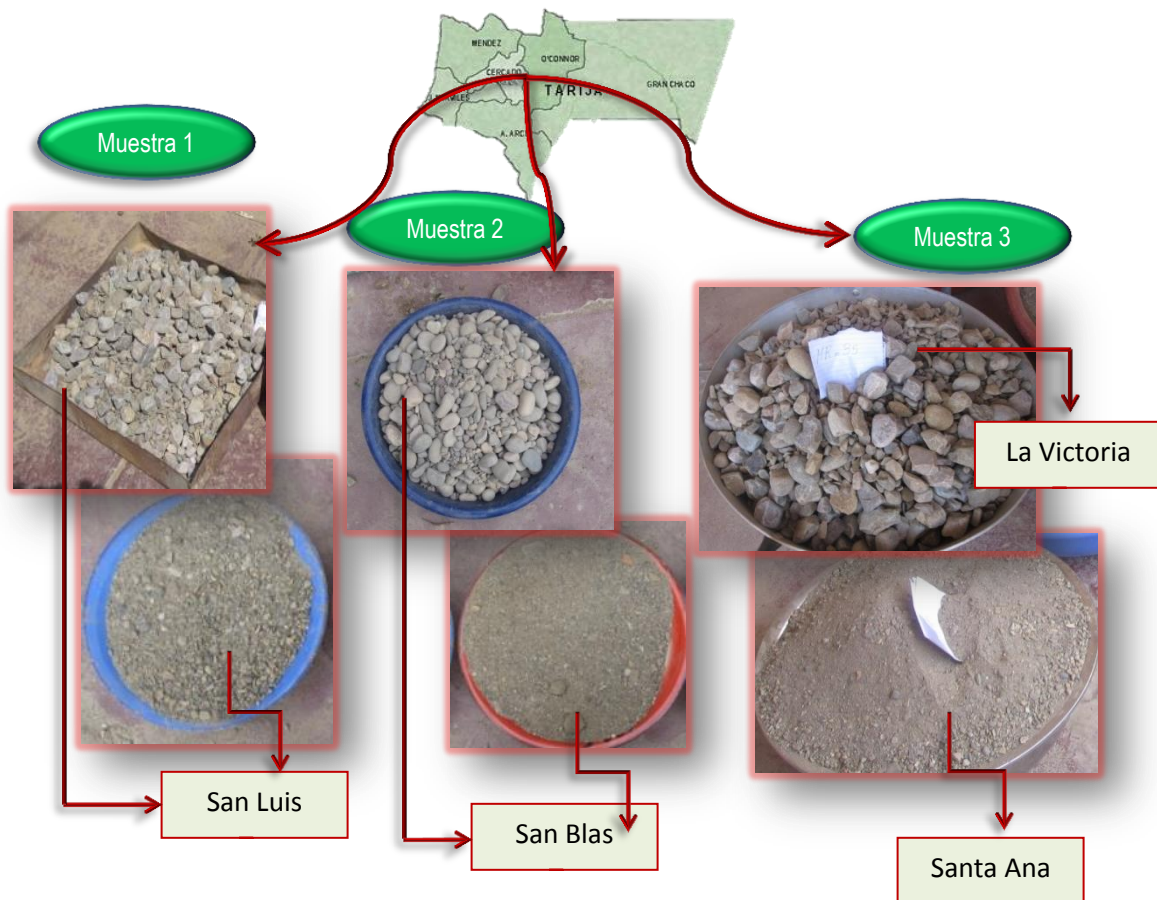 MENDEZ
O'CONNOR
CERCADO
GRAN CHACO
TARIJA
A. ARCE
Muestra 1
Muestra 2
Muestra 3
La Victoria
San Luis
San Blas
Santa Ana